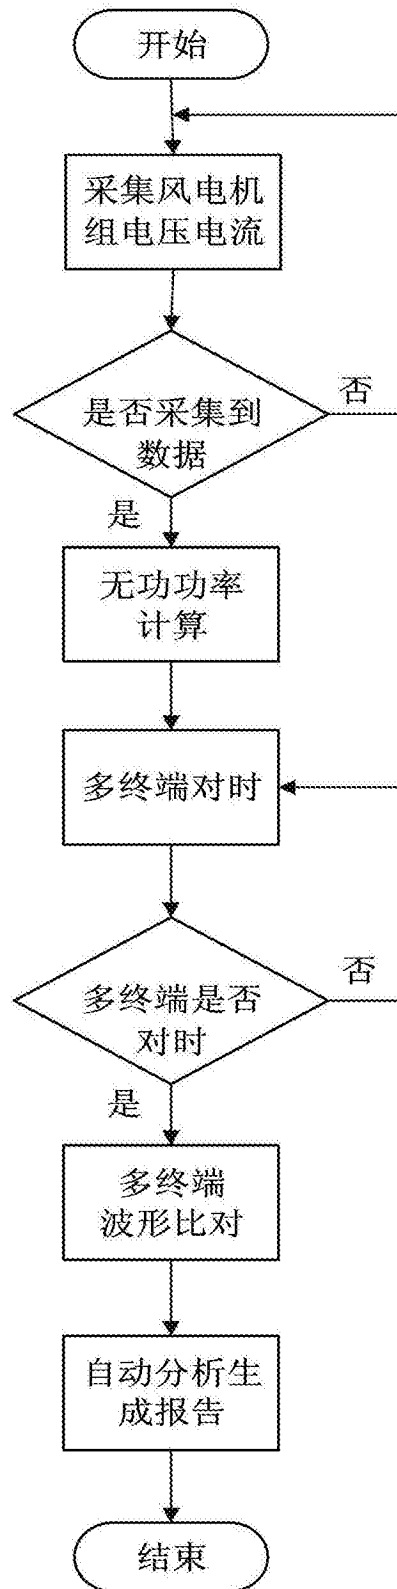 开始
采集风电机
组电压电流
否
是否采集到
数据
是
无功功率
计算
多终端对时
否
多终端是否
对时
是
多终端
波形比对
自动分析生
成报告
结束